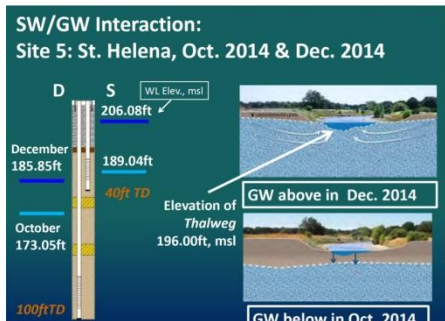 SW/GW Interaction:
Site 5: St. Helena, Oct. 2014 & Dec. 2014
D S
WL Elev., msl
206.08ft
December
185.85ft
189.04ft
40ft TD
October
173.05ft
100ftTD
Elevation of
Thalweg
196.00ft, msl
GW above in Dec. 2014
GW below in Oct. 2014